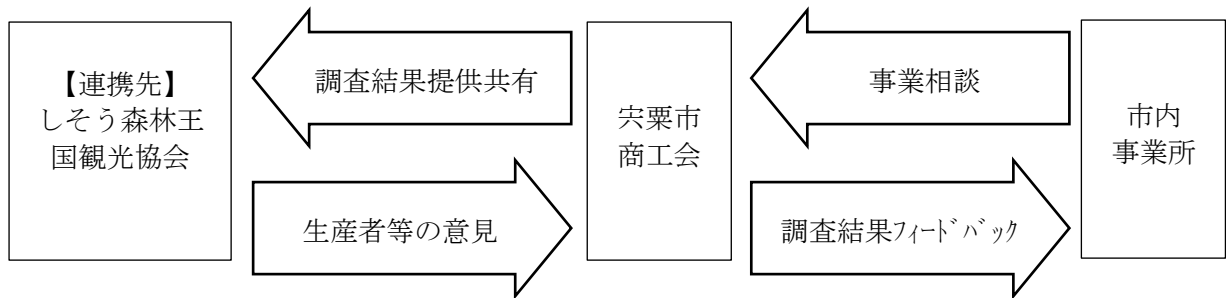 【連携先】
しそう森林王
国観光協会
調査結果提供共有
生産者等の意見
宍粟市
商工会
事業相談
調査結果ﾌｨｰﾄﾞﾊﾞｯｸ
市内
事業所